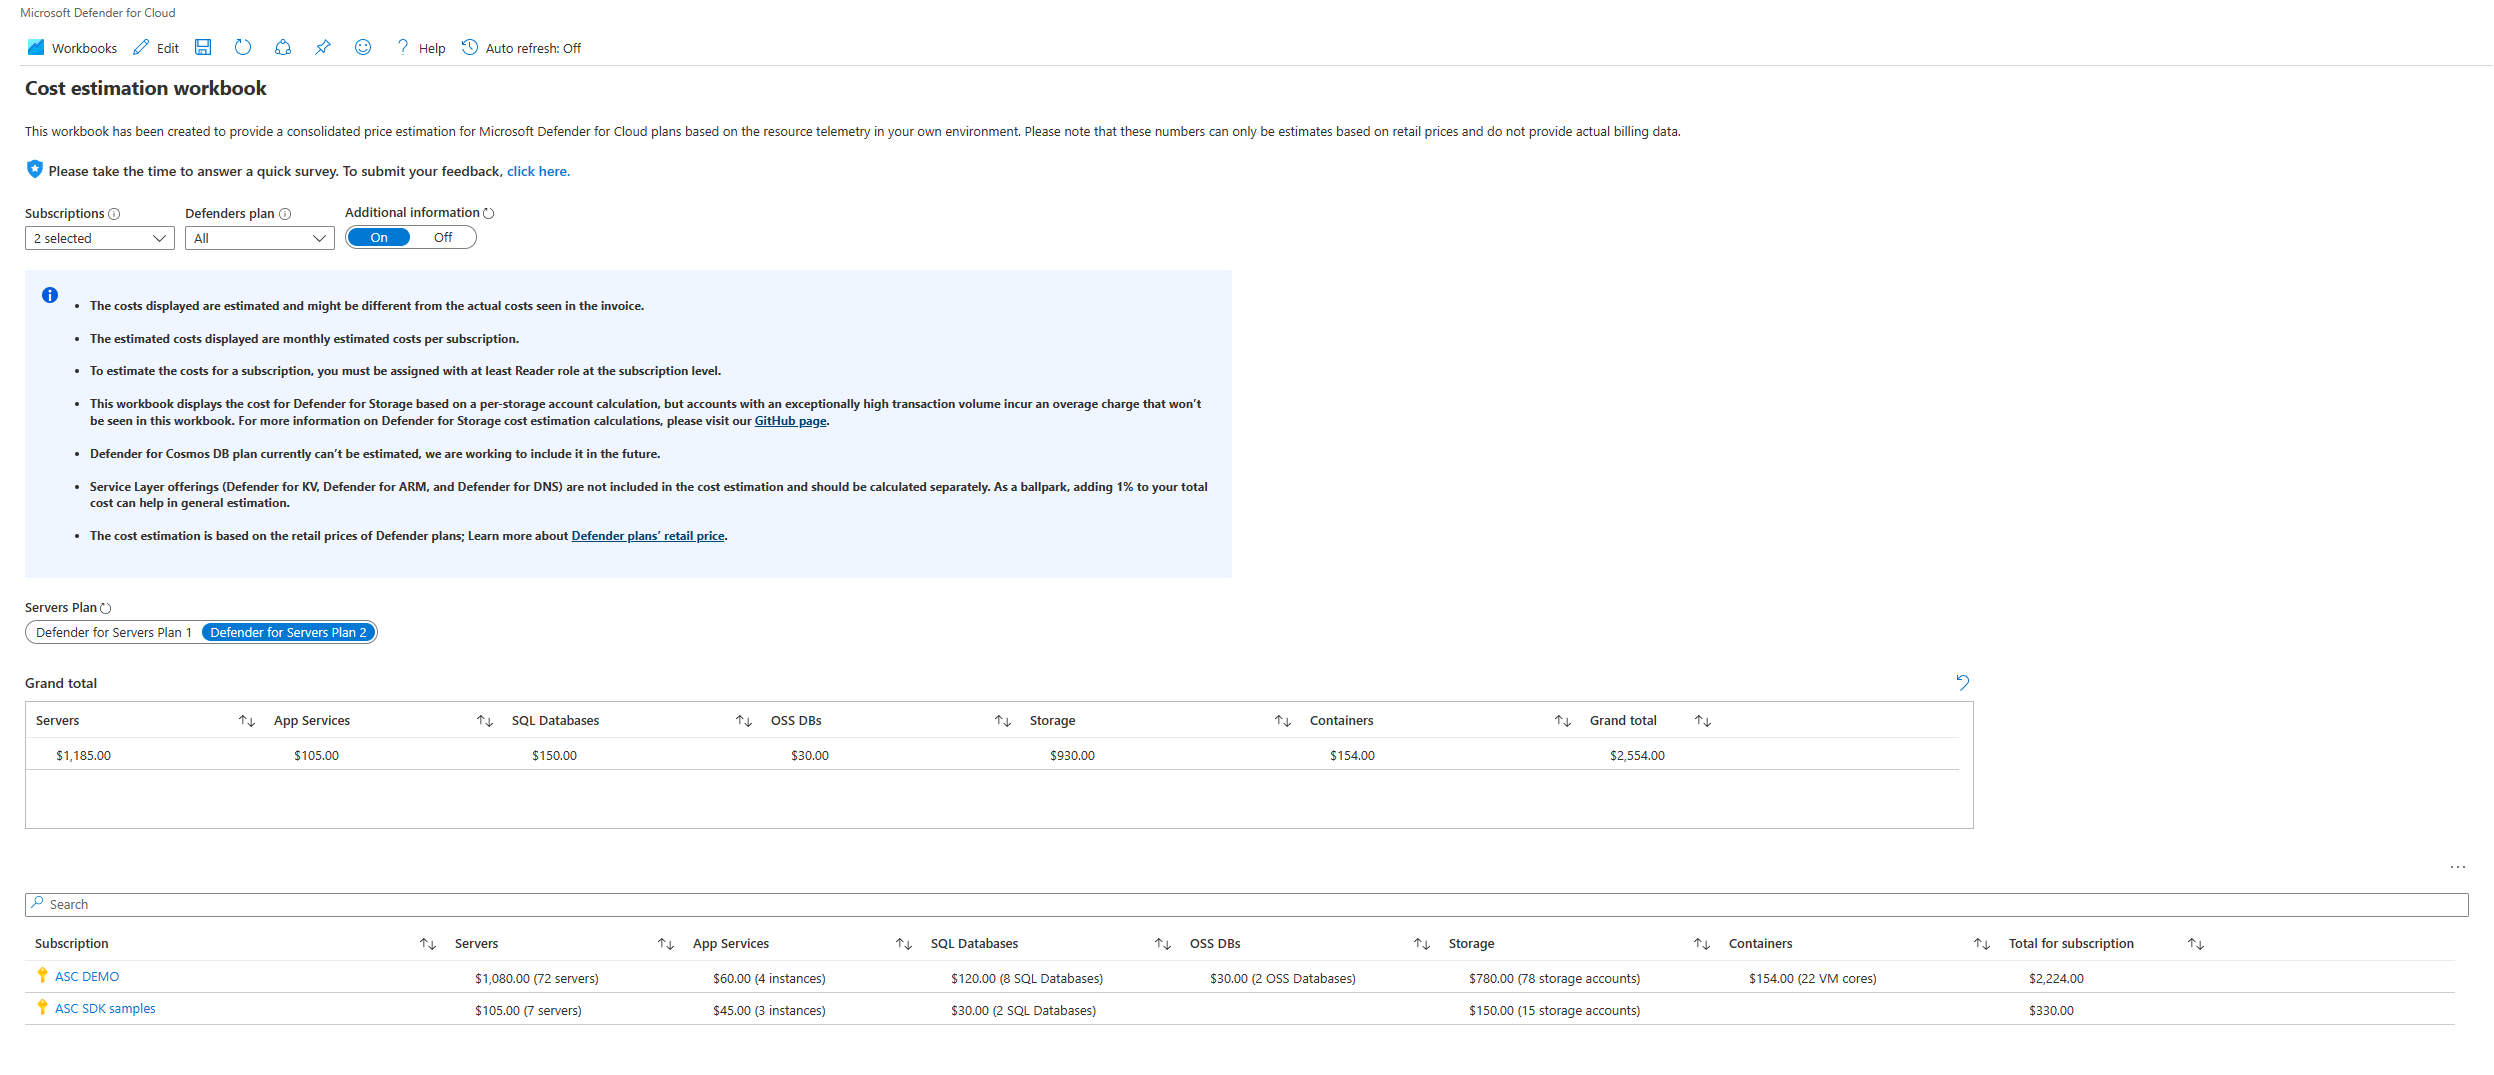 Microsoft Defender for Cloud
Workbooks Edit Help Auto refresh: Off
Cost estimation workbook
This workbook has been created to provide a consolidated price estimation for Microsoft Defender for Cloud plans based on the resource telemetry in your own environment. Please note that these numbers can only be estimates based on retail prices and do not provide actual billing data.
Please take the time to answer a quick survey. To submit your feedback, click here.
Subscriptions Defenders plan Additional information
2 selected All On Off
• The costs displayed are estimated and might be different from the actual costs seen in the invoice.
• The estimated costs displayed are monthly estimated costs per subscription.
• To estimate the costs for a subscription, you must be assigned with at least Reader role at the subscription level.
• This workbook displays the cost for Defender for Storage based on a per-storage account calculation, but accounts with an exceptionally high transaction volume incur an overage charge that won't
be seen in this workbook. For more information on Defender for Storage cost estimation calculations, please visit our GitHub page.
• Defender for Cosmos DB plan currently can't be estimated, we are working to include it in the future.
• Service Layer offerings (Defender for KV, Defender for ARM, and Defender for DNS) are not included in the cost estimation and should be calculated separately. As a ballpark, adding 1% to your total
cost can help in general estimation.
• The cost estimation is based on the retail prices of Defender plans; Learn more about Defender plans' retail price.
Servers Plan
Defender for Servers Plan 1 Defender for Servers Plan 2
Grand total
Servers App Services SQL Databases OSS DBs Storage Containers Grand total
$1,185.00 $105.00 $150.00 $30.00 $930.00 $154.00 $2,554.00
Search
Subscription Servers App Services SQL Databases OSS DBs Storage Containers Total for subscription
ASC DEMO $1,080.00 (72 servers) $60.00 (4 instances) $120.00 (8 SQL Databases) $30.00 (2 OSS Databases) $780.00 (78 storage accounts) $154.00 (22 VM cores) $2,224.00
ASC SDK samples $105.00 (7 servers) $45.00 (3 instances) $30.00 (2 SQL Databases) $150.00 (15 storage accounts) $330.00